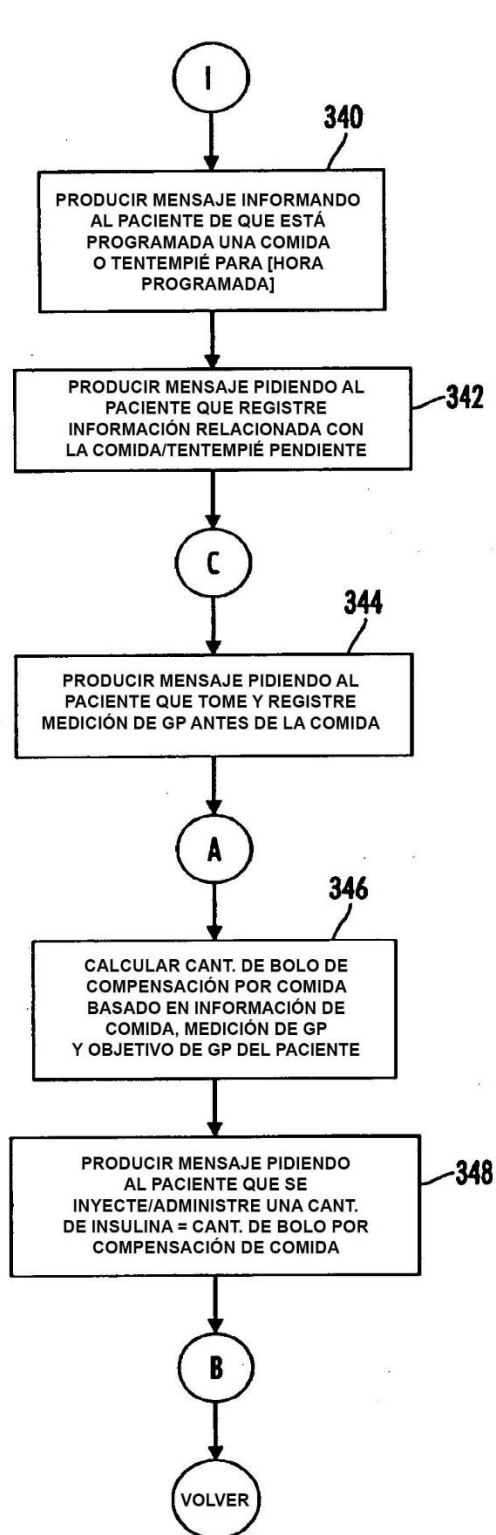 I
340
PRODUCIR MENSAJE INFORMANDO
AL PACIENTE DE QUE ESTÁ
PROGRAMADA UNA COMIDA
O TENTEMPIÉ PARA [HORA
PROGRAMADA]
PRODUCIR MENSAJE PIDIENDO AL
PACIENTE QUE REGISTRE
INFORMACIÓN RELACIONADA CON
LA COMIDA/TENTEMPIÉ PENDIENTE
342
C
344
PRODUCIR MENSAJE PIDIENDO AL
PACIENTE QUE TOME Y REGISTRE
MEDICIÓN DE GP ANTES DE LA COMIDA
A
346
CALCULAR CANT. DE BOLO DE
COMPENSACIÓN POR COMIDA
BASADO EN INFORMACIÓN DE
COMIDA, MEDICIÓN DE GP
Y OBJETIVO DE GP DEL PACIENTE
PRODUCIR MENSAJE PIDIENDO
AL PACIENTE QUE SE
INYECTE/ADMINISTRE UNA CANT.
DE INSULINA = CANT. DE BOLO POR
COMPENSACIÓN DE COMIDA
348
B
VOLVER